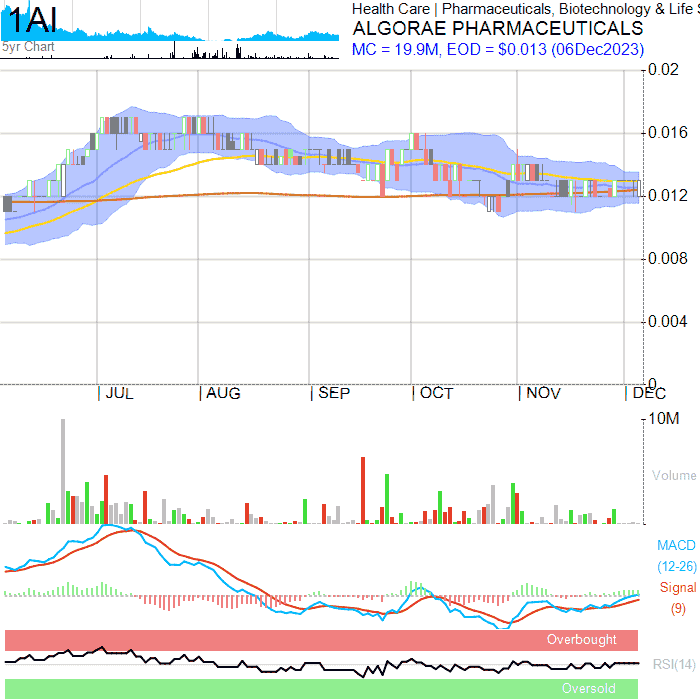 1AI
5yr Chart
Health Care | Pharmaceuticals, Biotechnology & Life S
ALGORAE PHARMACEUTICALS
MC = 19.9M, EOD = $0.013 (06Dec2023)
0.02
0.016
0.012
0.008
0.004
0
JUL AUG SEP OCT NOV DEC
10M
Volume
MACD
(12-26)
Signal
(9)
Overbought
RSI(14)
Oversold